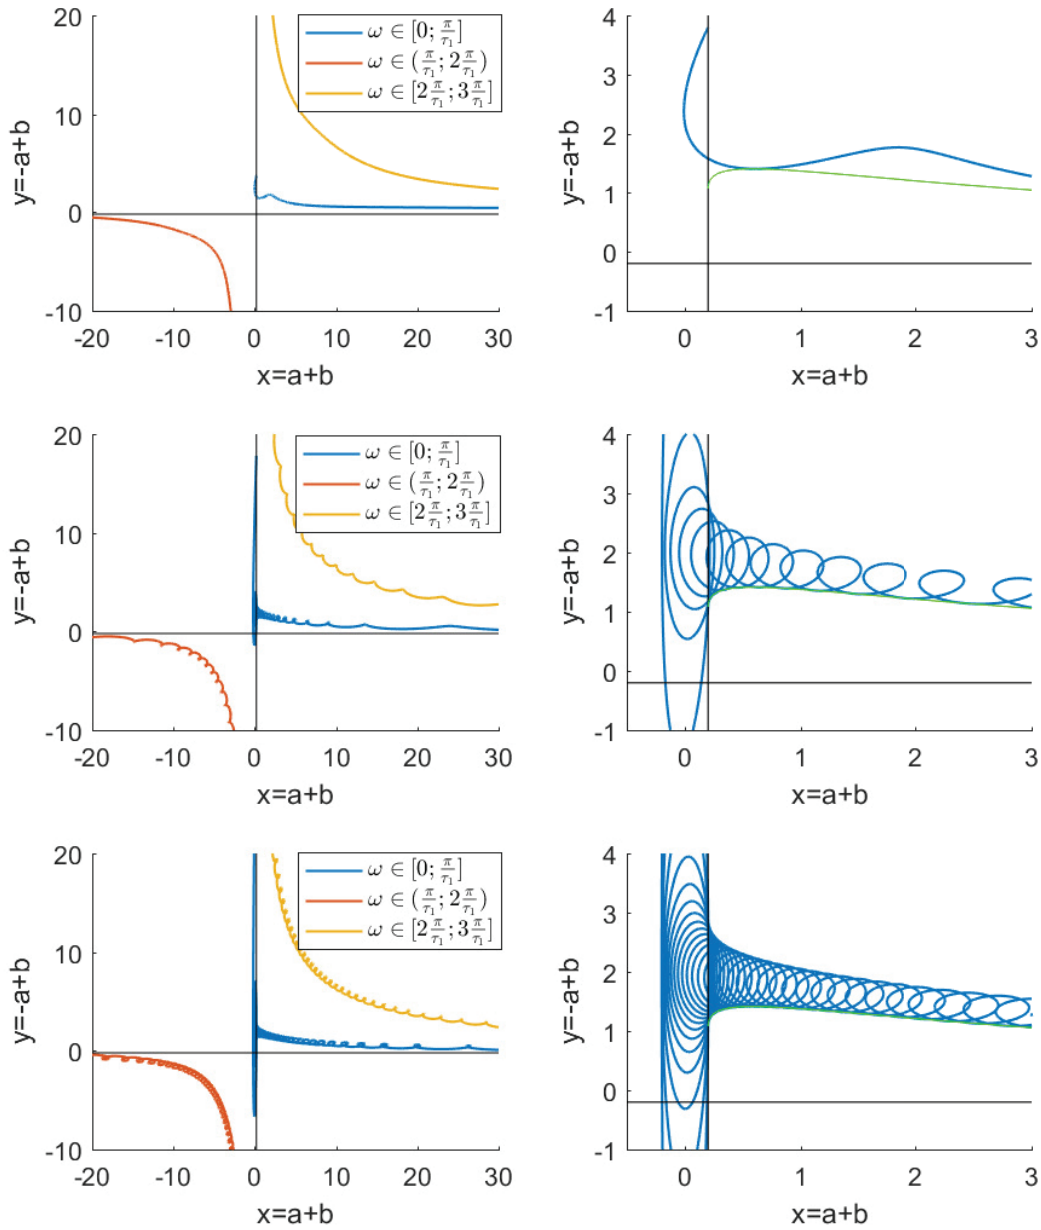 20
10
0
-10
-20 -10 0 10 20 30
y=-a+b
x=a+b
ω ∈ [0; π/τ₁]
ω ∈ (π/τ₁; 2π/τ₁)
ω ∈ [2π/τ₁; 3π/τ₁]
4
3
2
1
0
-1
0 1 2 3
y=-a+b
x=a+b
20
10
0
-10
-20 -10 0 10 20 30
y=-a+b
x=a+b
ω ∈ [0; π/τ₁]
ω ∈ (π/τ₁; 2π/τ₁)
ω ∈ [2π/τ₁; 3π/τ₁]
4
3
2
1
0
-1
0 1 2 3
y=-a+b
x=a+b
20
10
0
-10
-20 -10 0 10 20 30
y=-a+b
x=a+b
ω ∈ [0; π/τ₁]
ω ∈ (π/τ₁; 2π/τ₁)
ω ∈ [2π/τ₁; 3π/τ₁]
4
3
2
1
0
-1
0 1 2 3
y=-a+b
x=a+b